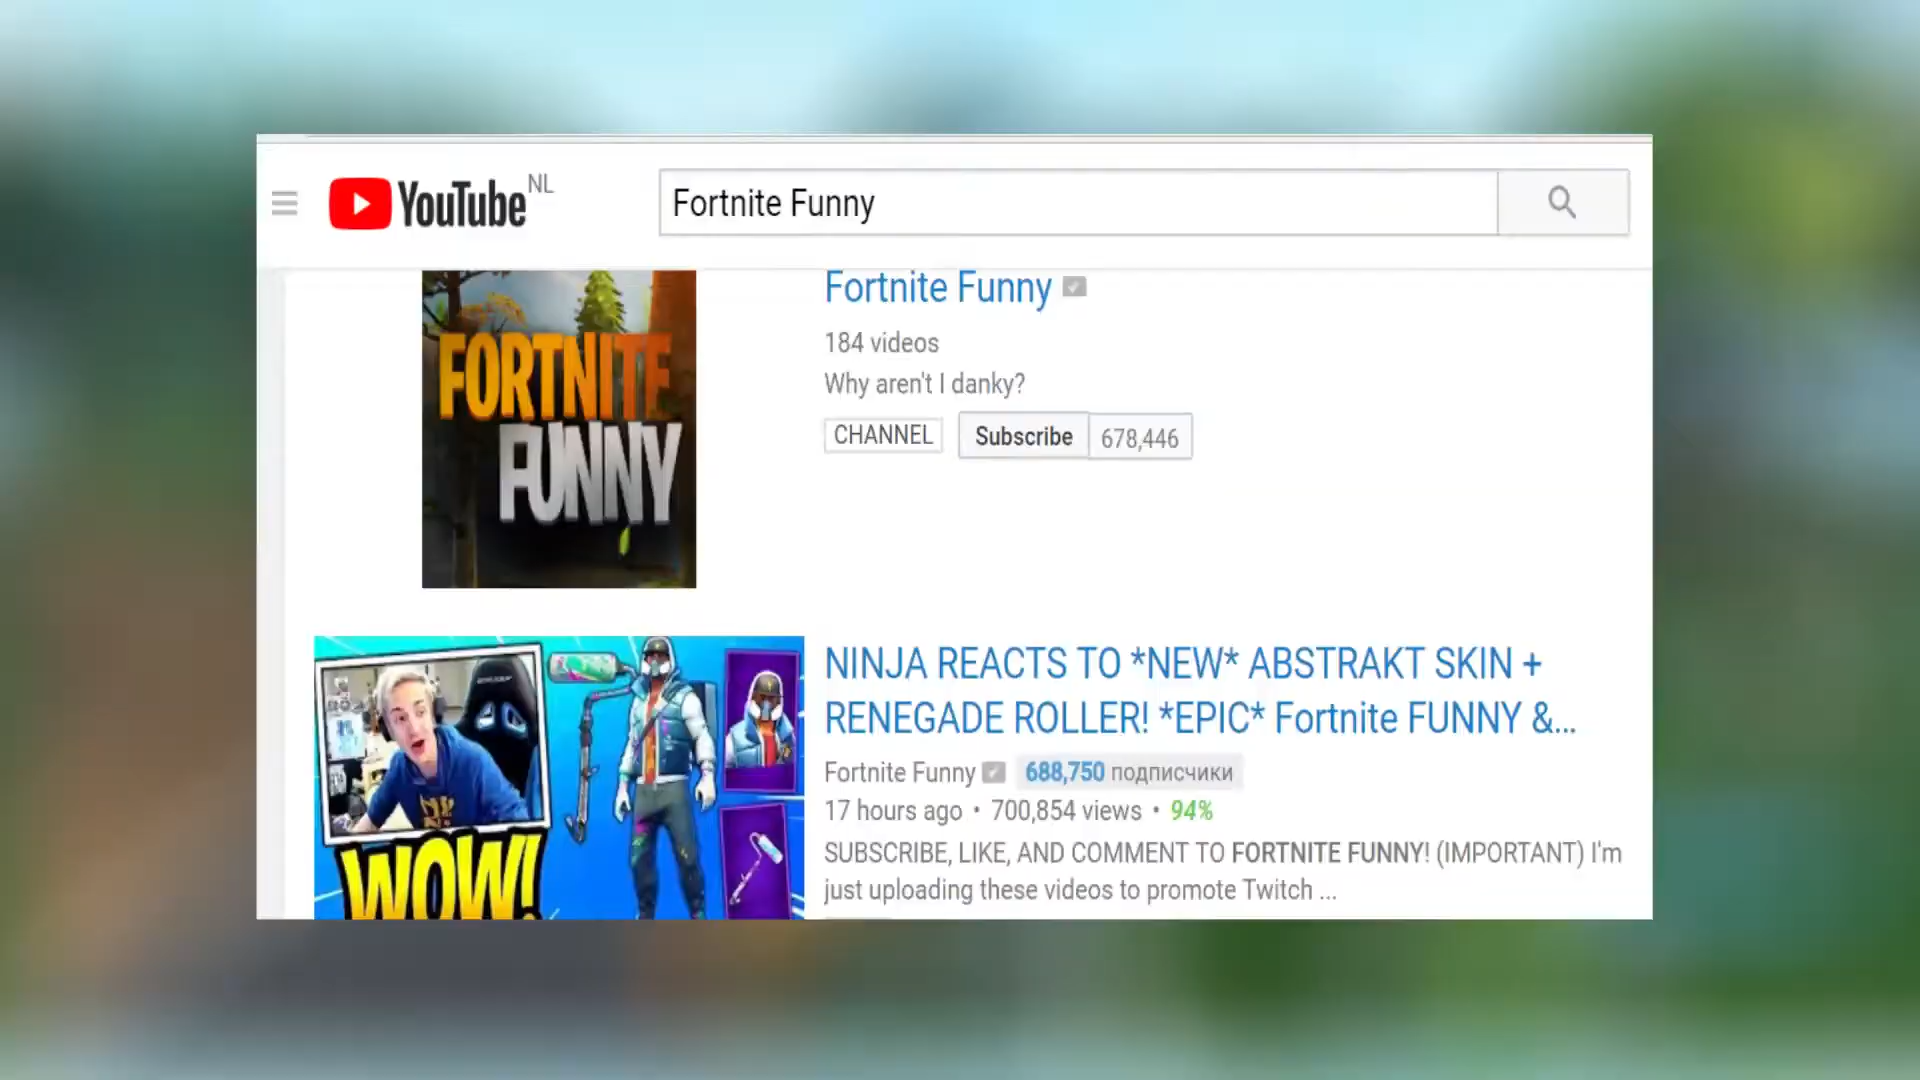 YouTube NL
Fortnite Funny
Fortnite Funny
184 videos
Why aren't I danky?
CHANNEL Subscribe 678,446
FORTNITE
FUNNY
NINJA REACTS TO *NEW* ABSTRAKT SKIN +
RENEGADE ROLLER! *EPIC* Fortnite FUNNY &...
Fortnite Funny 688,750 подписчики
17 hours ago • 700,854 views • 94%
SUBSCRIBE, LIKE, AND COMMENT TO FORTNITE FUNNY! (IMPORTANT) I'm
just uploading these videos to promote Twitch ...
WOW!